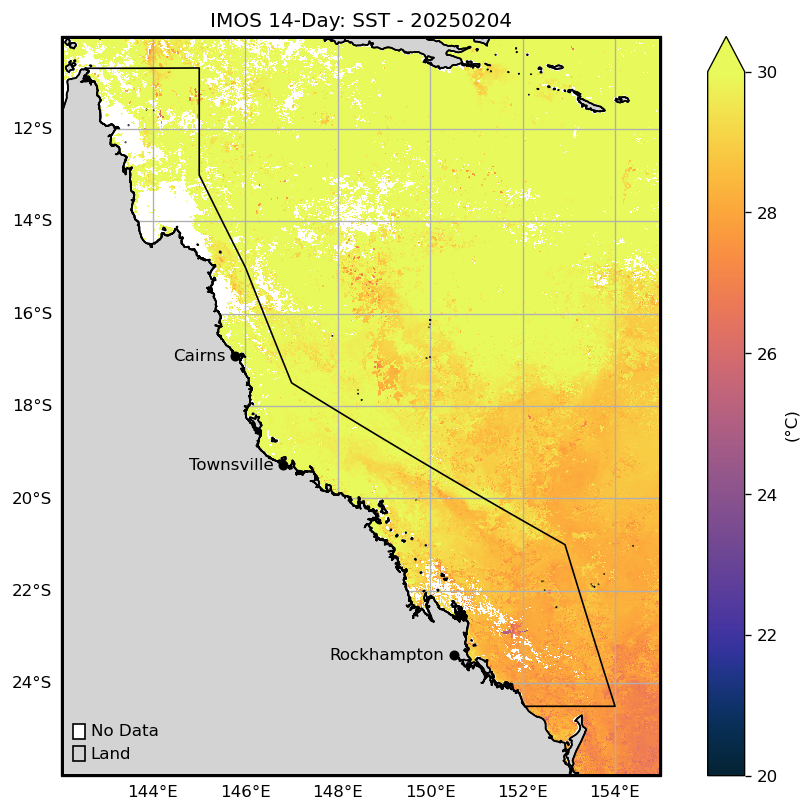 IMOS 14-Day: SST - 20250204
12°S
14°S
16°S
18°S
20°S
22°S
24°S
Cairns
Townsville
Rockhampton
No Data
Land
144°E 146°E 148°E 150°E 152°E 154°E
30
28
26
24
22
20
(°C)